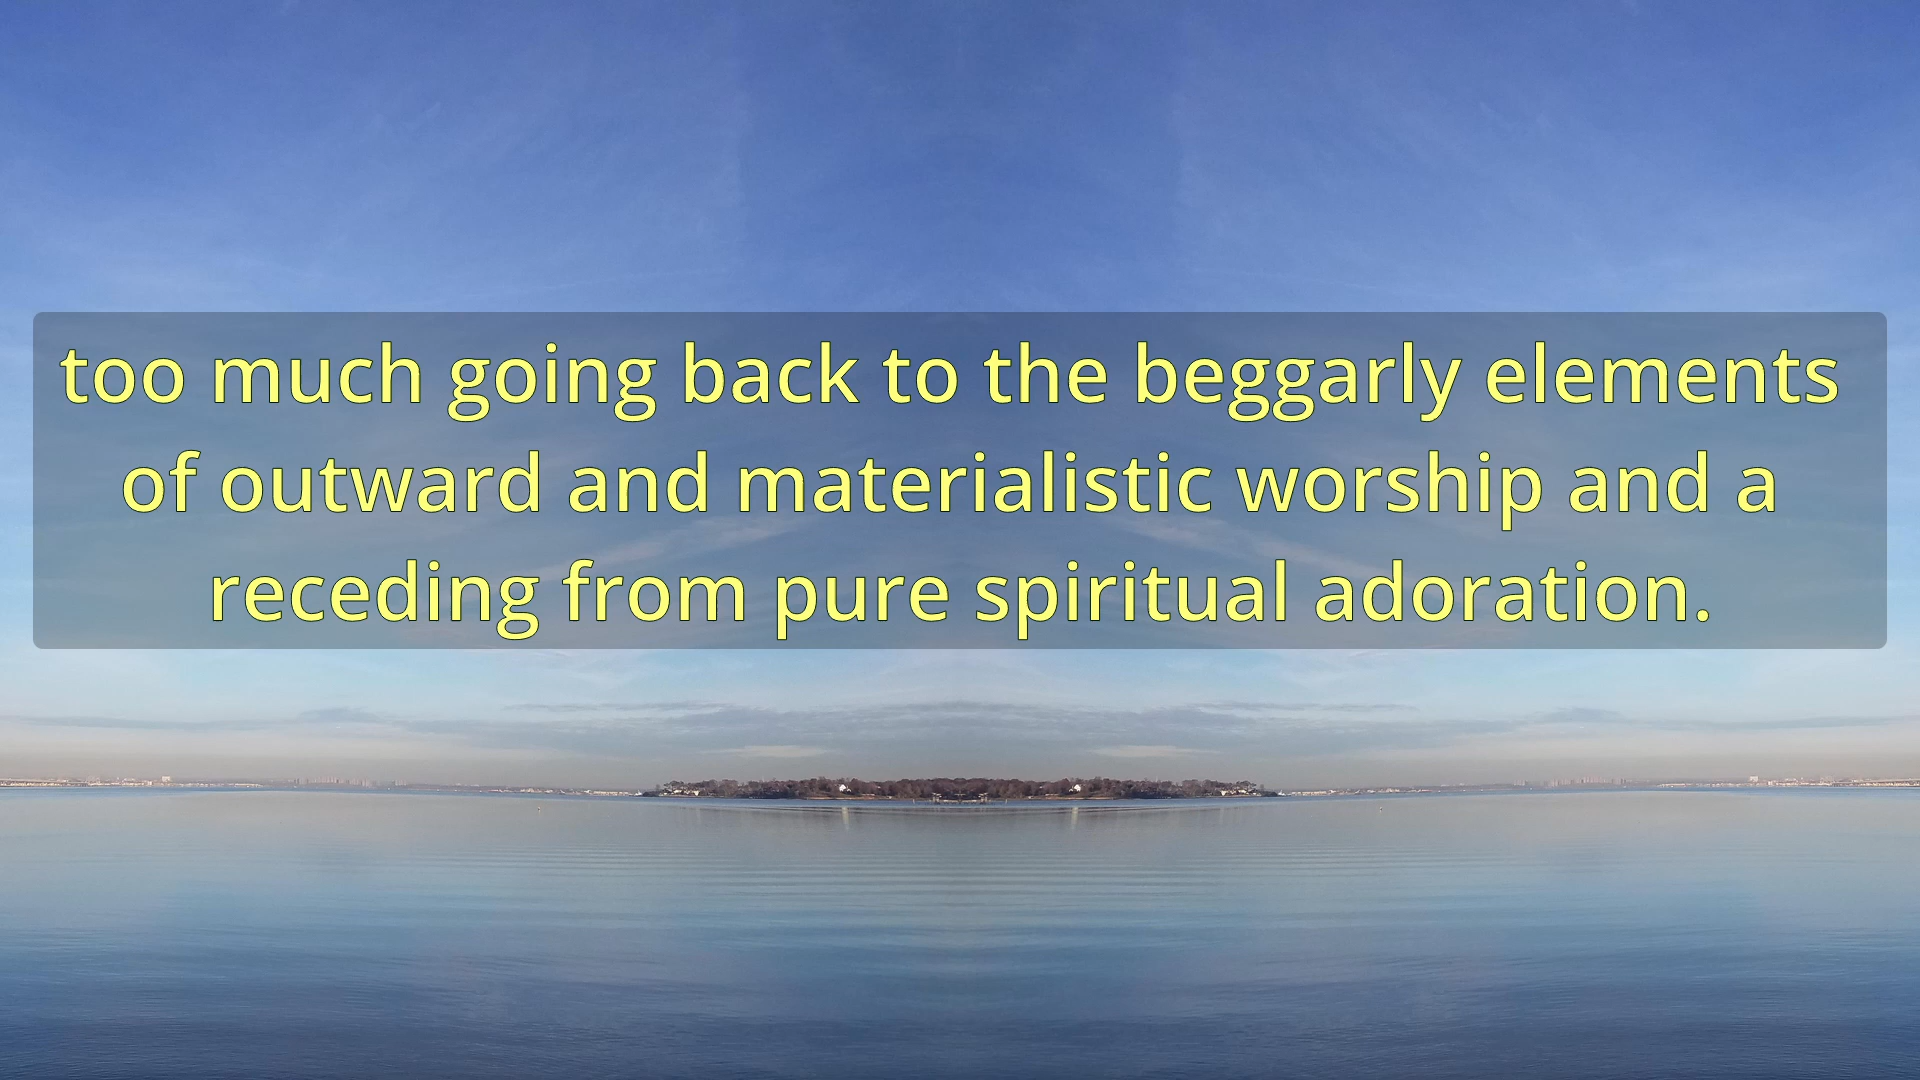 too much going back to the beggarly elements
of outward and materialistic worship and a
receding from pure spiritual adoration.